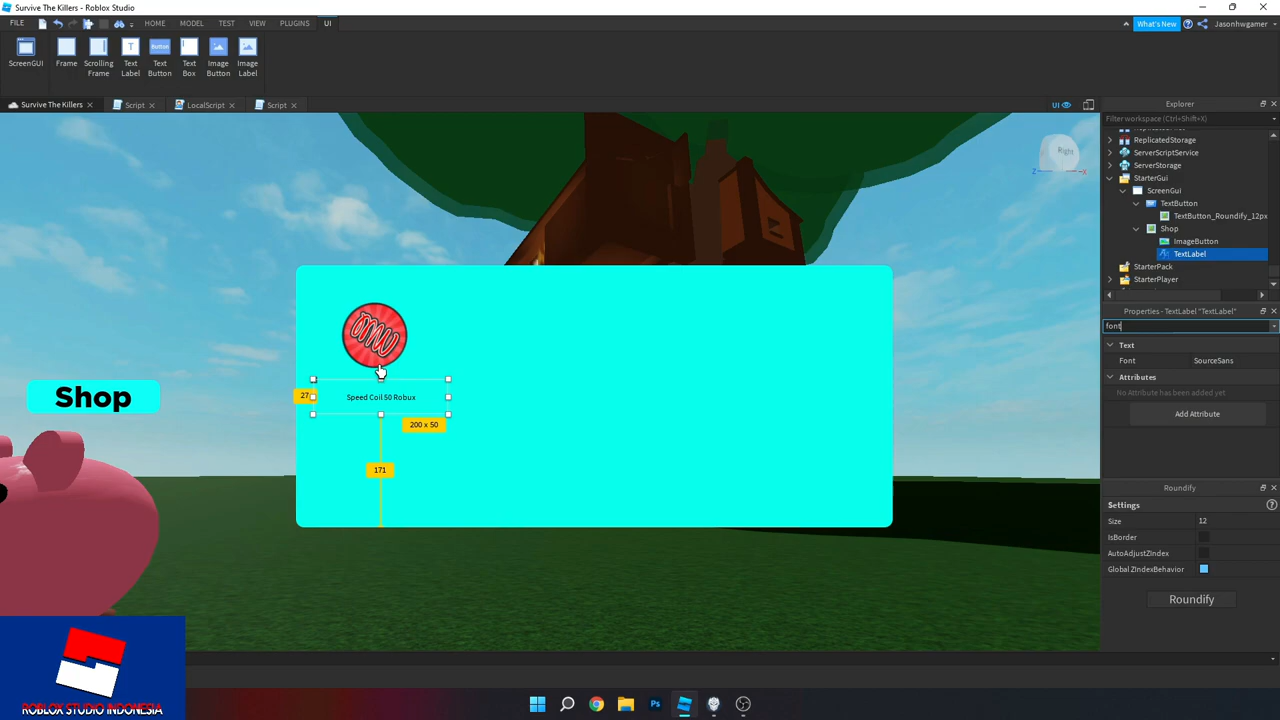 Survive The Killers - Roblox Studio
FILE HOME MODEL TEST VIEW PLUGINS UI What's New Jasonhwgamer
ScreenGUI Frame Scrolling Frame Text Label Button Text Button Text Box Image Button Image Label
Survive The Killers Script LocalScript Script UI
Explorer
Filter workspace (Ctrl+Shift+X)
ReplicatedStorage
ServerScriptService
ServerStorage
StarterGui
ScreenGui
TextButton
TextButton_Roundify_12px
Shop
ImageButton
TextLabel
StarterPack
StarterPlayer
Properties - TextLabel "TextLabel"
font
Text
Font SourceSans
Attributes
No Attribute has been added yet
Add Attribute
Roundify
Settings
Size 12
IsBorder
AutoAdjustZIndex
Global ZIndexBehavior
Roundify
Right
Z X
Shop
27
Speed Coil 50 Robux
200 x 50
171
ROBLOX STUDIO INDONESIA